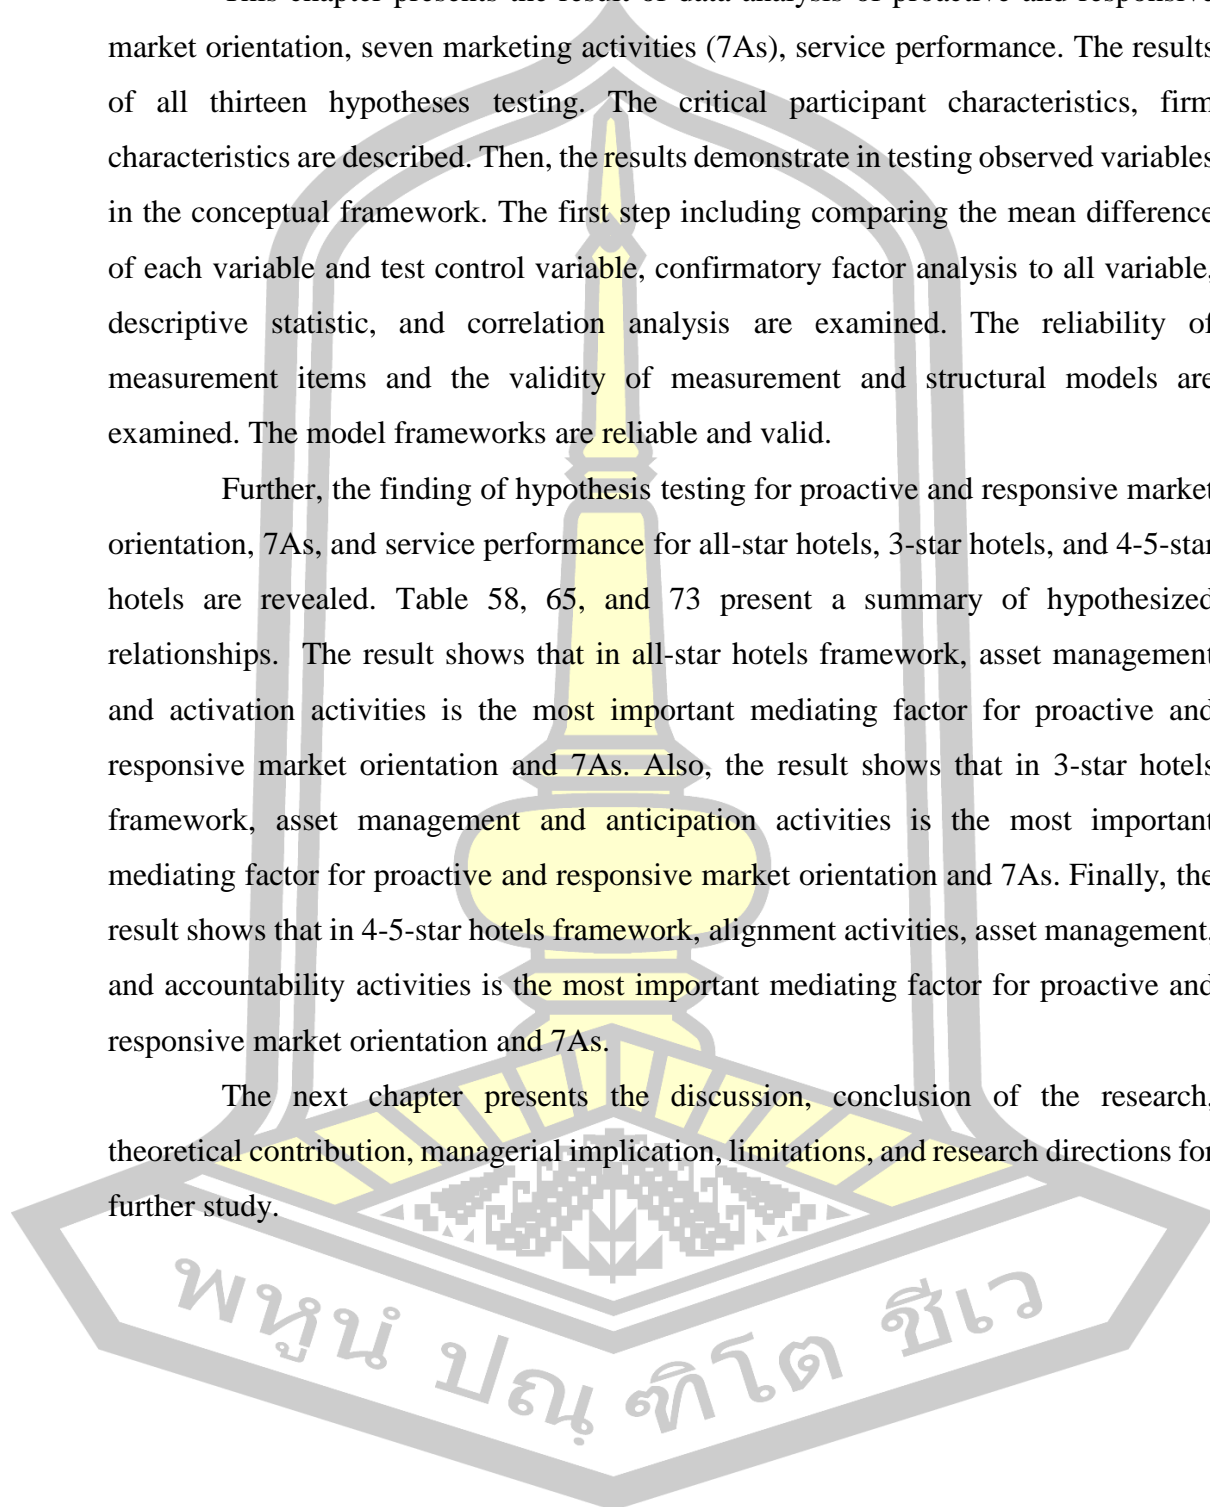 This chapter presents the result of data analysis of proactive and responsive
market orientation, seven marketing activities (7As), service performance. The results
of all thirteen hypotheses testing. The critical participant characteristics, firm
characteristics are described. Then, the results demonstrate in testing observed variables
in the conceptual framework. The first step including comparing the mean difference
of each variable and test control variable, confirmatory factor analysis to all variable,
descriptive statistic, and correlation analysis are examined. The reliability of
measurement items and the validity of measurement and structural models are
examined. The model frameworks are reliable and valid.
Further, the finding of hypothesis testing for proactive and responsive market
orientation, 7As, and service performance for all-star hotels, 3-star hotels, and 4-5-star
hotels are revealed. Table 58, 65, and 73 present a summary of hypothesized
relationships. The result shows that in all-star hotels framework, asset management
and activation activities is the most important mediating factor for proactive and
responsive market orientation and 7As. Also, the result shows that in 3-star hotels
framework, asset management and anticipation activities is the most important
mediating factor for proactive and responsive market orientation and 7As. Finally, the
result shows that in 4-5-star hotels framework, alignment activities, asset management,
and accountability activities is the most important mediating factor for proactive and
responsive market orientation and 7As.
The next chapter presents the discussion, conclusion of the research,
theoretical contribution, managerial implication, limitations, and research directions for
further study.
พหูนํ ปณฺฑิโต ชีเว